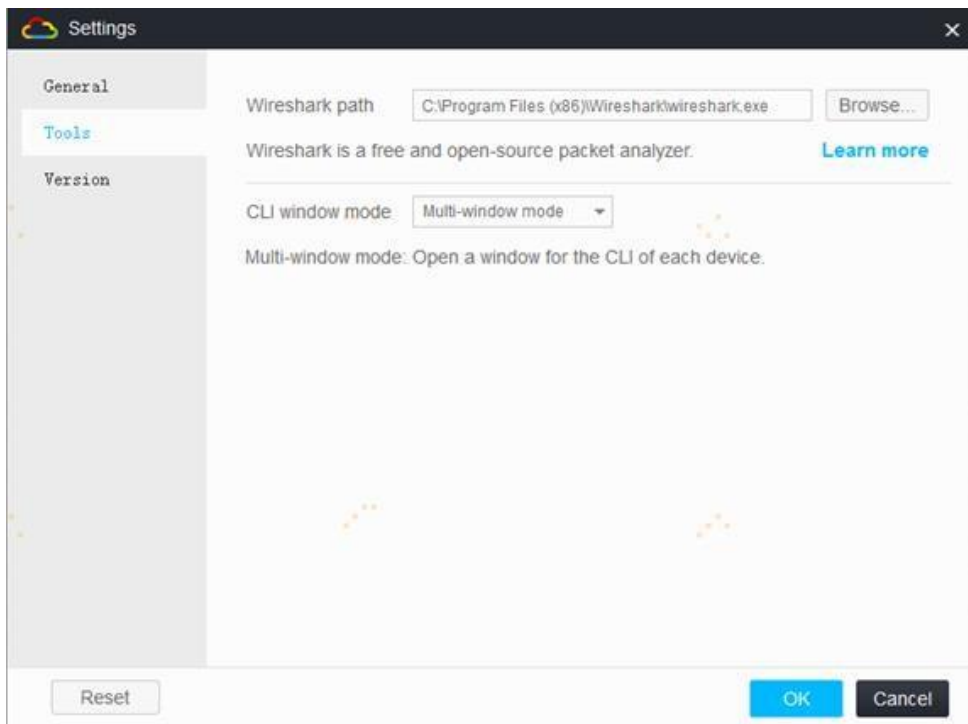 Settings
General
Tools
Version
Wireshark path
C:\Program Files (x86)\Wireshark\wireshark.exe
Browse...
Wireshark is a free and open-source packet analyzer.
Learn more
CLI window mode
Multi-window mode
Multi-window mode: Open a window for the CLI of each device.
Reset
OK
Cancel